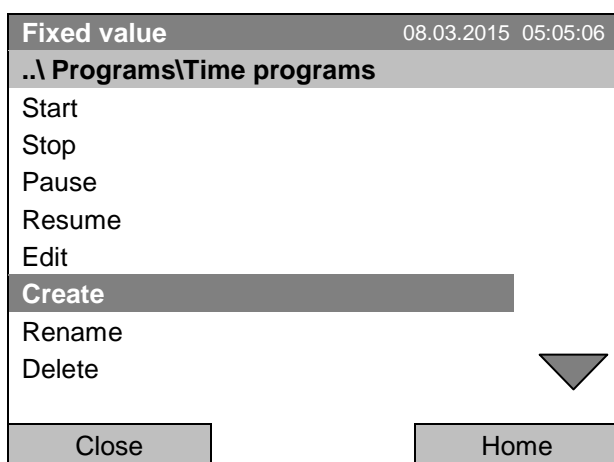 Fixed value 08.03.2015 05:05:06
..\ Programs\Time programs
Start
Stop
Pause
Resume
Edit
Create
Rename
Delete
Close Home